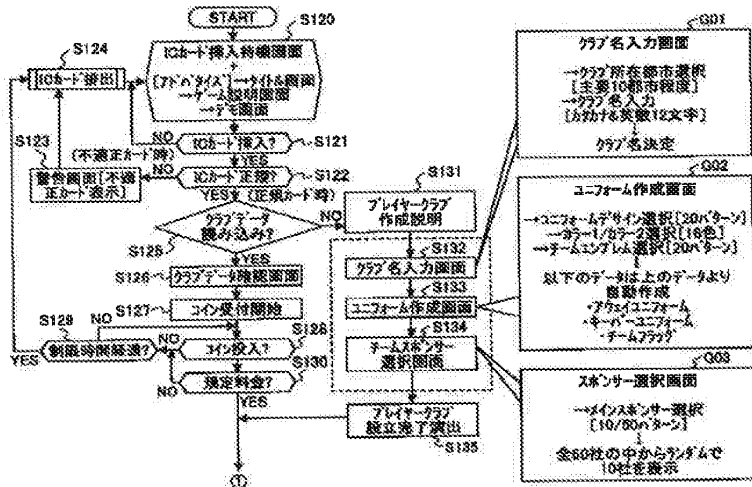 START
S120
ICカード挿入待機画面
+
[アドバタイズ]→タイトル画面
→ゲーム説明画面
→デモ画面
S124
ICカード排出
NO
ICカード挿入?
S121
YES
S123
(不適正カード時)
警告画面[不適
正カード表示]
NO
ICカード正規?
S122
YES
(正規カード時)
クラブデータ
読み込み?
S125
NO
YES
S126
クラブデータ確認画面
S127
コイン受付開始
S129
NO
制限時間経過?
YES
NO
コイン投入?
S128
NO
規定料金?
S130
YES
①
S131
プレイヤークラブ
作成説明
S132
クラブ名入力画面
S133
ユニフォーム作成画面
S134
チームスポンサー
選択画面
プレイヤークラブ
設立完了演出
S135
G01
クラブ名入力画面
→クラブ所在都市選択
[主要10都市程度]
→クラブ名入力
[カタカナ&英数12文字]
クラブ名決定
G02
ユニフォーム作成画面
→ユニフォームデザイン選択[20パターン]
→カラー1/カラー2選択[16色]
→チームエンブレム選択[20パターン]
以下のデータは上のデータより
自動作成
・アウェイユニフォーム
・キーパーユニフォーム
・チームフラッグ
G03
スポンサー選択画面
→メインスポンサー選択
[10/60パターン]
全60社の中からランダムで
10社を表示